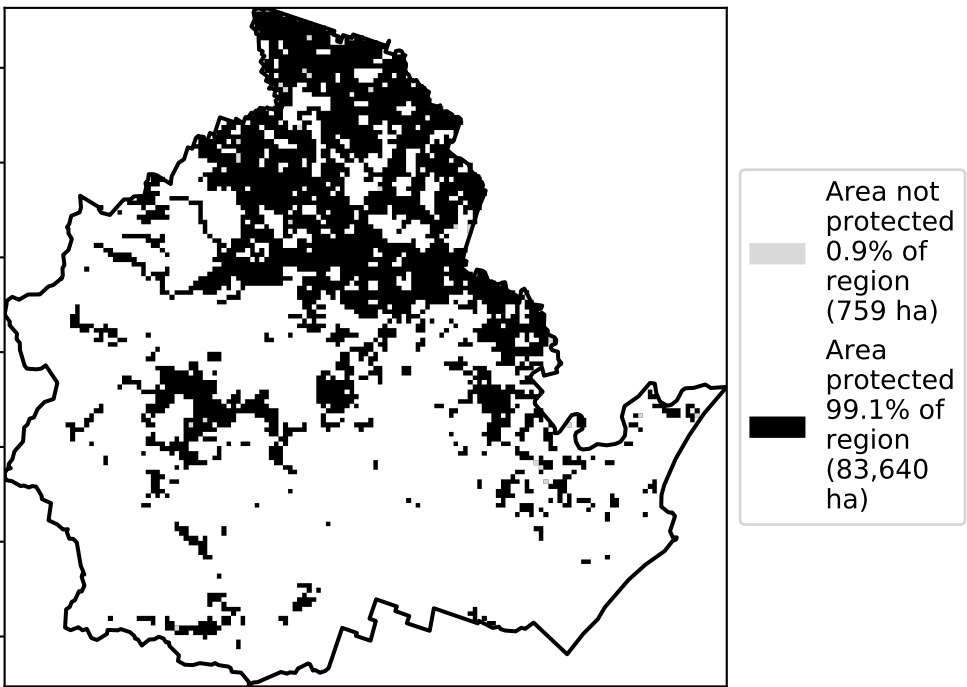 Area not
protected
0.9% of
region
(759 ha)
Area
protected
99.1% of
region
(83,640
ha)